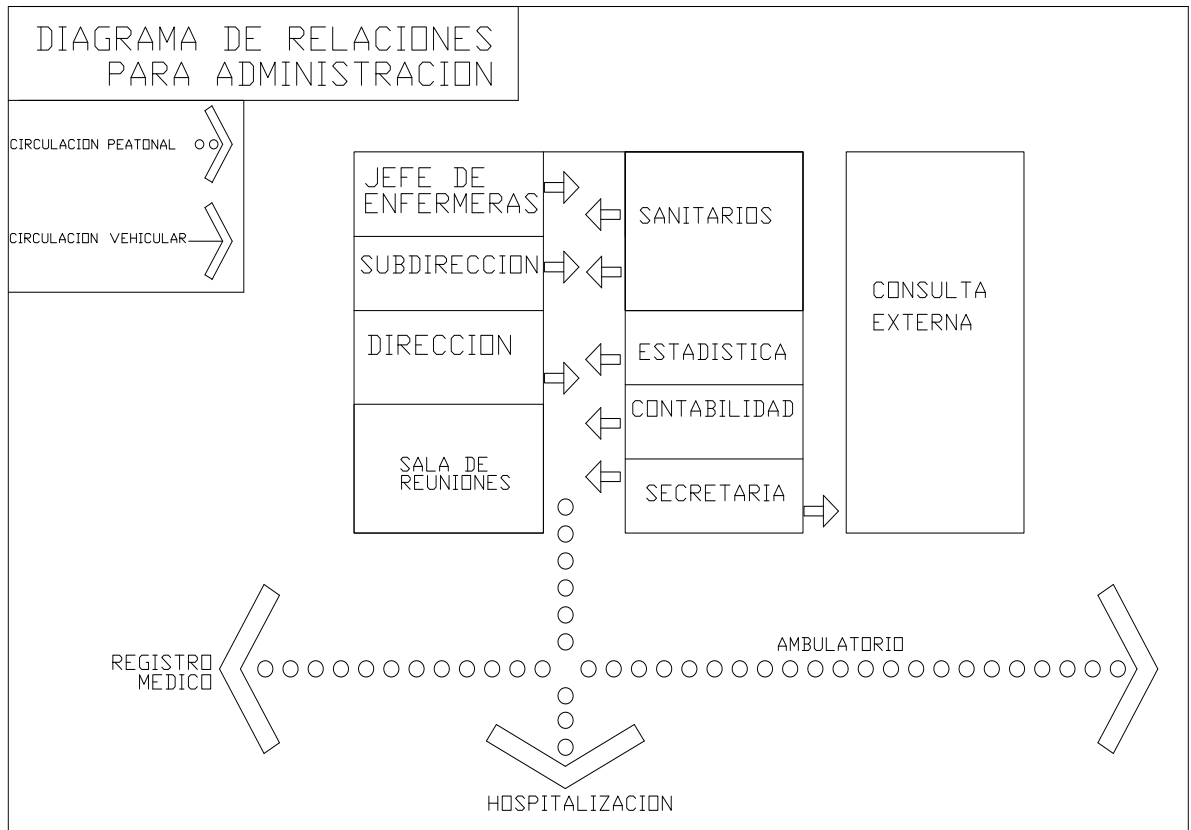 DIAGRAMA DE RELACIONES
PARA ADMINISTRACION
CIRCULACION PEATONAL
CIRCULACION VEHICULAR
JEFE DE
ENFERMERAS
SUBDIRECCION
DIRECCION
SALA DE
REUNIONES
SANITARIOS
ESTADISTICA
CONTABILIDAD
SECRETARIA
CONSULTA
EXTERNA
REGISTRO
MEDICO
AMBULATORIO
HOSPITALIZACION